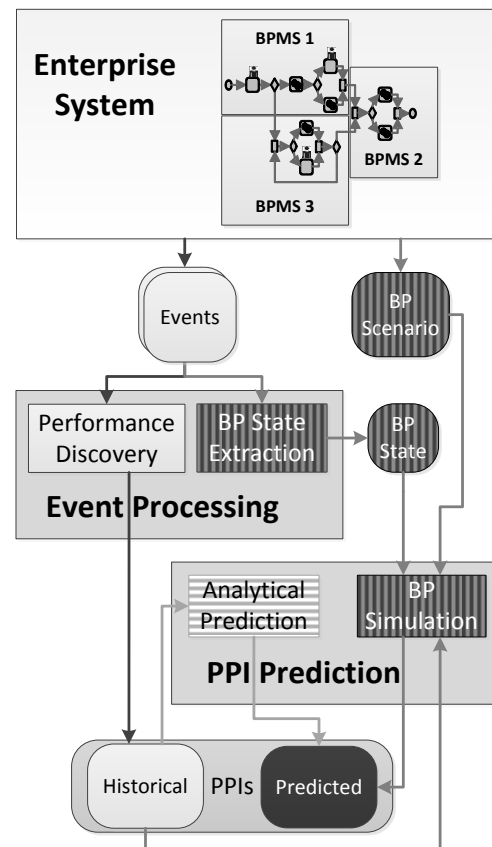 BPMS 1
Enterprise
System
BPMS 2
BPMS 3
Events
BP
Scenario
Performance
Discovery
BP State
Extraction
BP
State
Event Processing
Analytical
Prediction
BP
Simulation
PPI Prediction
Historical
PPIs
Predicted